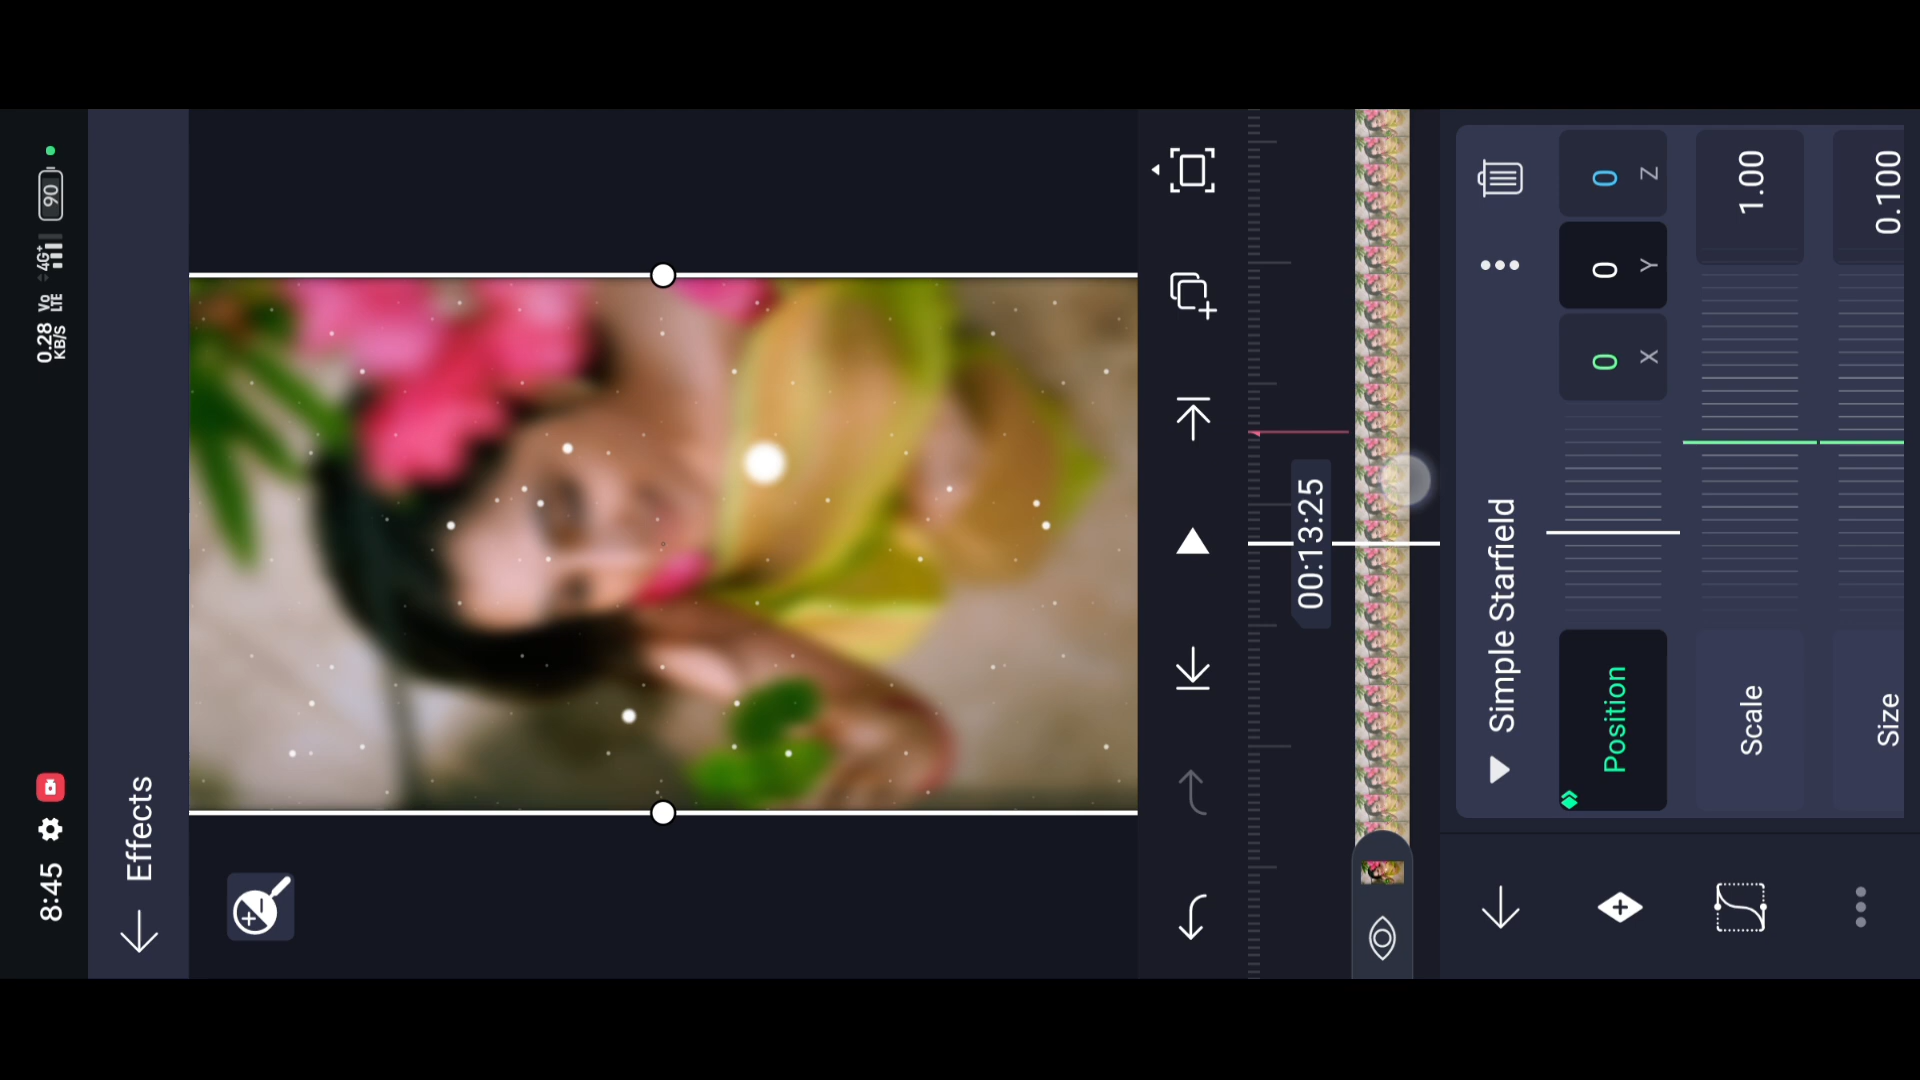 8:45
0.28 KB/S
Vo LTE
4G+
90
Effects
00:13:25
Simple Starfield
Position
0 X
0 Y
0 Z
Scale
1.00
Size
0.100